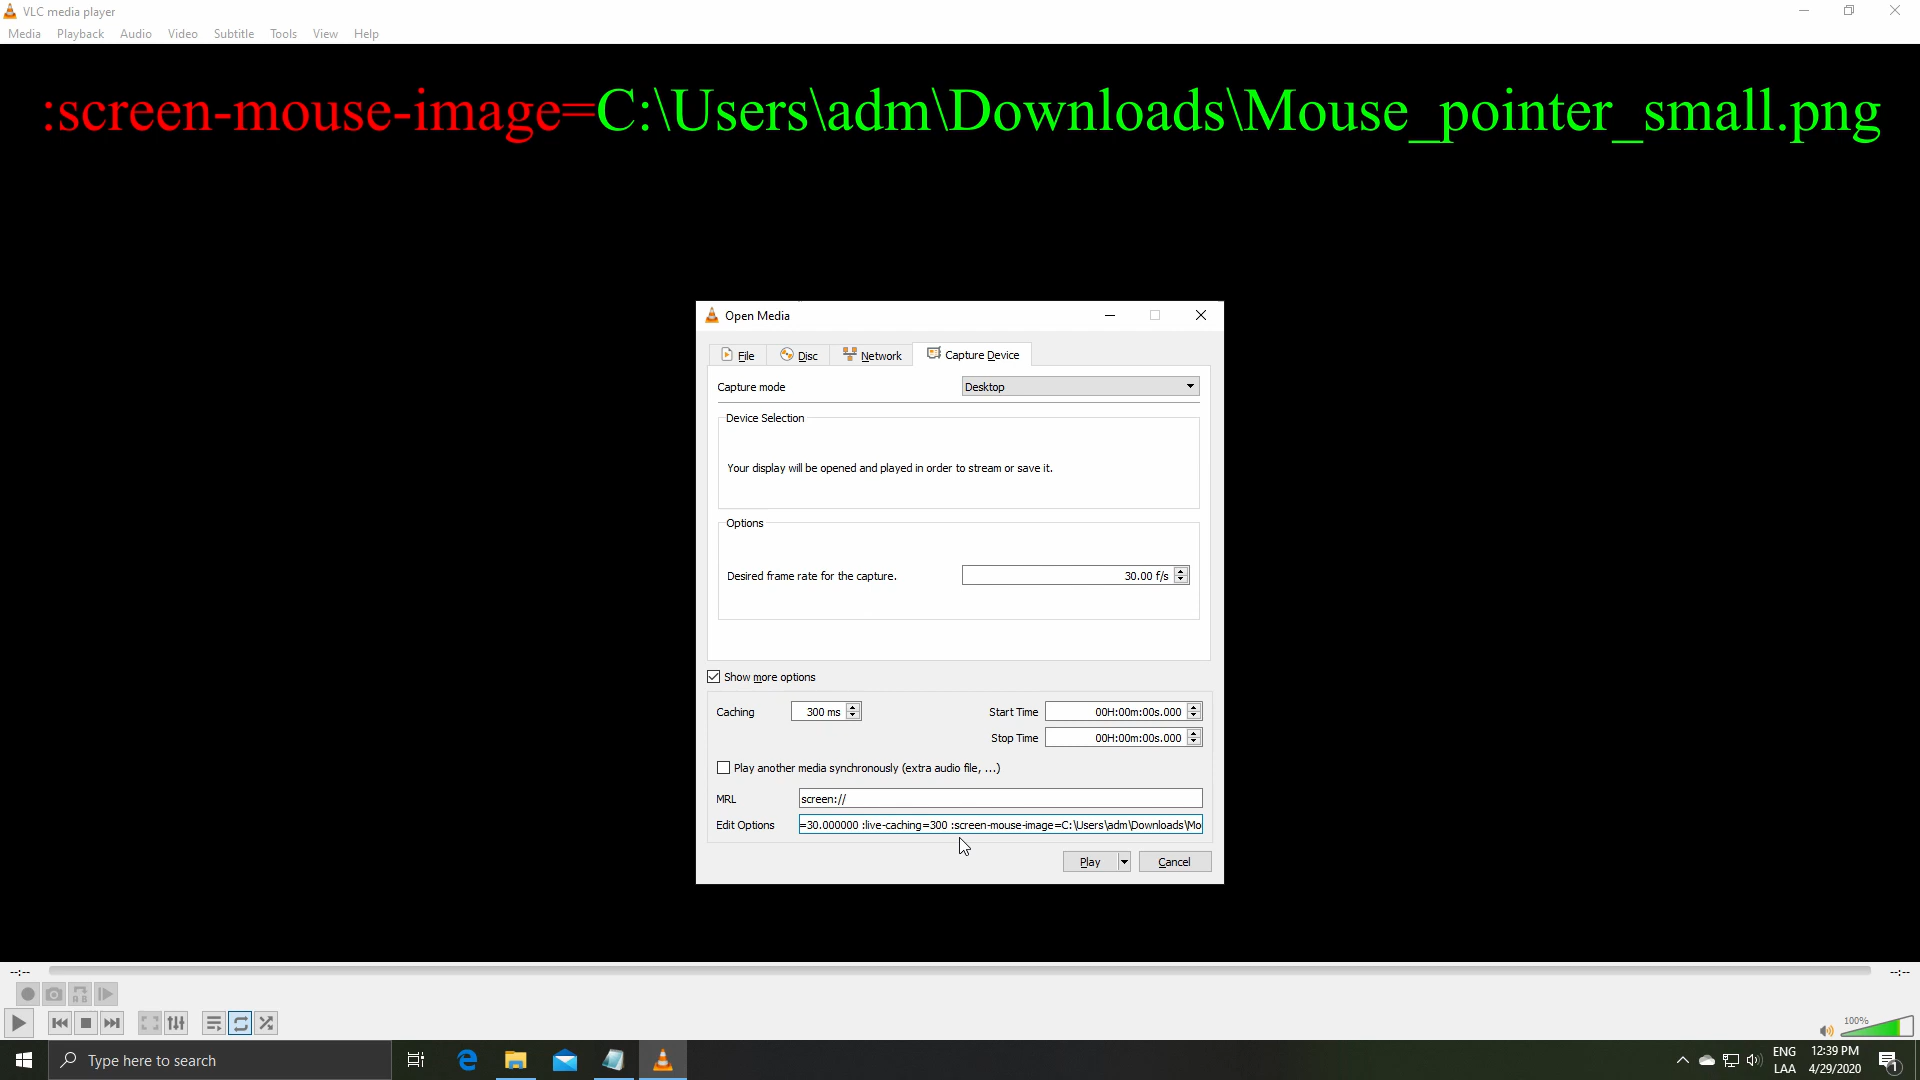 VLC media player
Media Playback Audio Video Subtitle Tools View Help
:screen-mouse-image=C:\Users\adm\Downloads\Mouse_pointer_small.png
Open Media
File Disc Network Capture Device
Capture mode Desktop
Device Selection
Your display will be opened and played in order to stream or save it.
Options
Desired frame rate for the capture. 30.00 f/s
Show more options
Caching 300 ms Start Time 00H:00m:00s.000
Stop Time 00H:00m:00s.000
Play another media synchronously (extra audio file, ...)
MRL screen://
Edit Options =30.000000 :live-caching=300 :screen-mouse-image=C:\Users\adm\Downloads\Mo
Play Cancel
--:-- --:--
100%
Type here to search
ENG 12:39 PM
LAA 4/29/2020 1